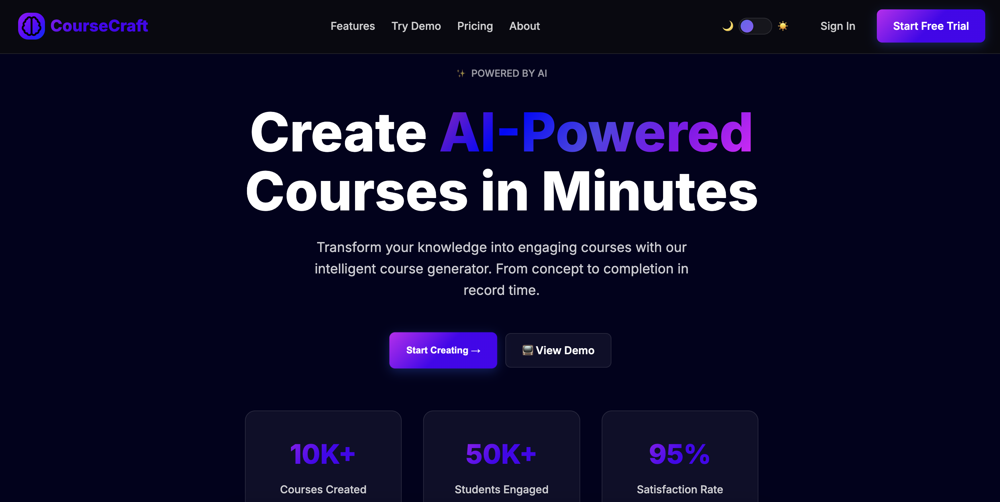 CourseCraft
Features
Try Demo
Pricing
About
Sign In
Start Free Trial
✨ POWERED BY AI
Create AI-Powered
Courses in Minutes
Transform your knowledge into engaging courses with our
intelligent course generator. From concept to completion in
record time.
Start Creating →
📺 View Demo
10K+
Courses Created
50K+
Students Engaged
95%
Satisfaction Rate